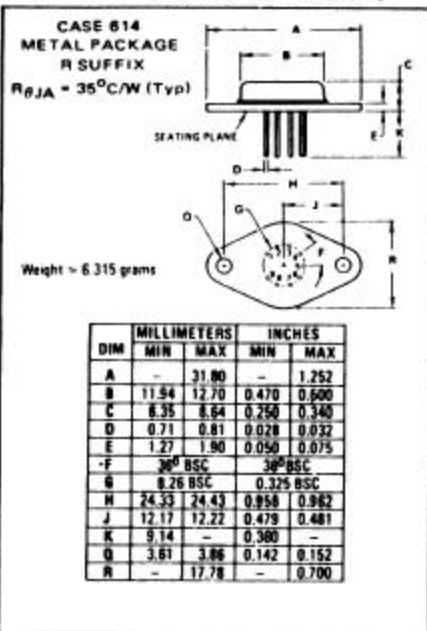 CASE 614
METAL PACKAGE
R SUFFIX
RθJA = 35°C/W (Typ)
A
B
C
SEATING PLANE
E
K
D
H
J
G
Q
F
R
Weight ≈ 6.315 grams
DIM MILLIMETERS INCHES
MIN MAX MIN MAX
A – 31.80 – 1.252
B 11.94 12.70 0.470 0.500
C 6.35 8.64 0.250 0.340
D 0.71 0.81 0.028 0.032
E 1.27 1.90 0.050 0.075
F 36° BSC 36° BSC
G 8.26 BSC 0.325 BSC
H 24.33 24.43 0.958 0.962
J 12.17 12.22 0.479 0.481
K 9.14 – 0.360 –
Q 3.61 3.86 0.142 0.152
R – 17.78 – 0.700